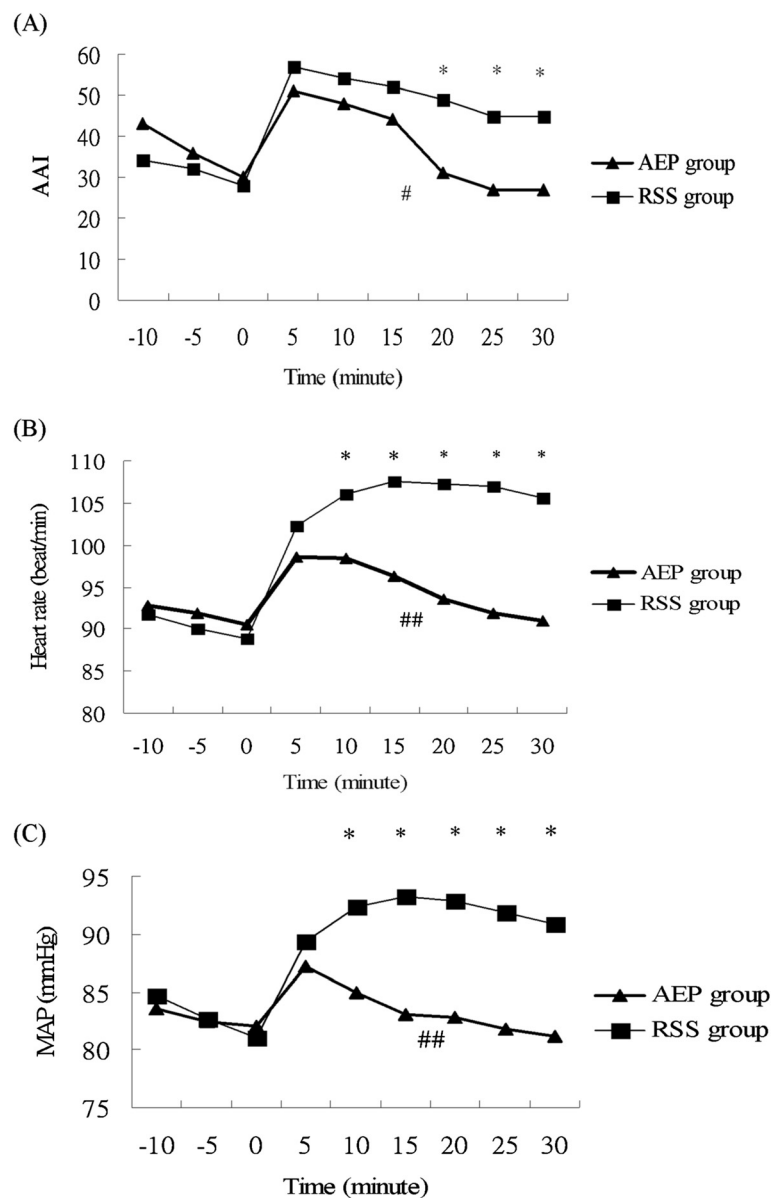 (A)
60
* * *
50
40
30
20
10
0
AAI
#
AEP group
RSS group
-10 -5 0 5 10 15 20 25 30
Time (minute)
(B)
* * * * *
110
105
100
95
90
85
80
Heart rate (beat/min)
##
AEP group
RSS group
-10 -5 0 5 10 15 20 25 30
Time (minute)
(C)
* * * * *
95
90
85
80
75
MAP (mmHg)
##
AEP group
RSS group
-10 -5 0 5 10 15 20 25 30
Time (minute)